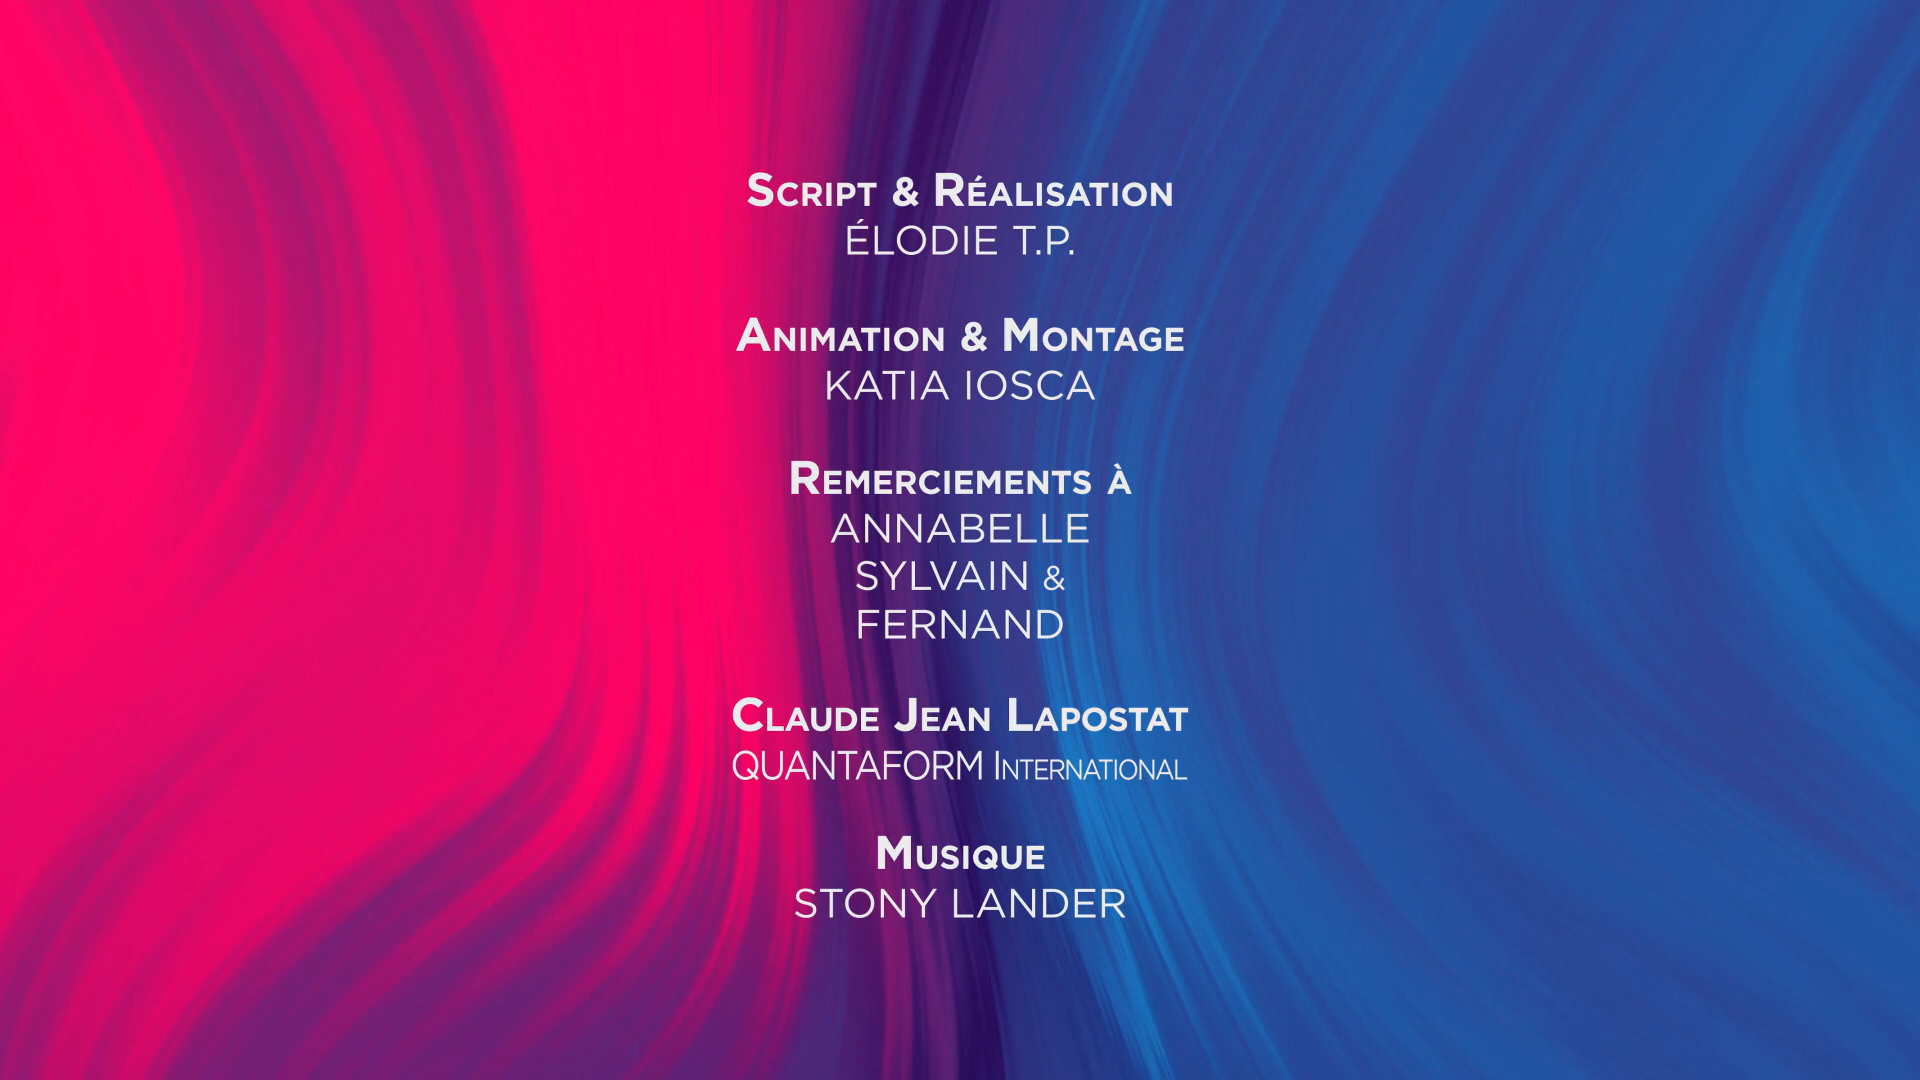 Script & Réalisation
ÉLODIE T.P.
Animation & Montage
KATIA IOSCA
Remerciements à
ANNABELLE
SYLVAIN &
FERNAND
Claude Jean Lapostat
QUANTAFORM International
Musique
STONY LANDER